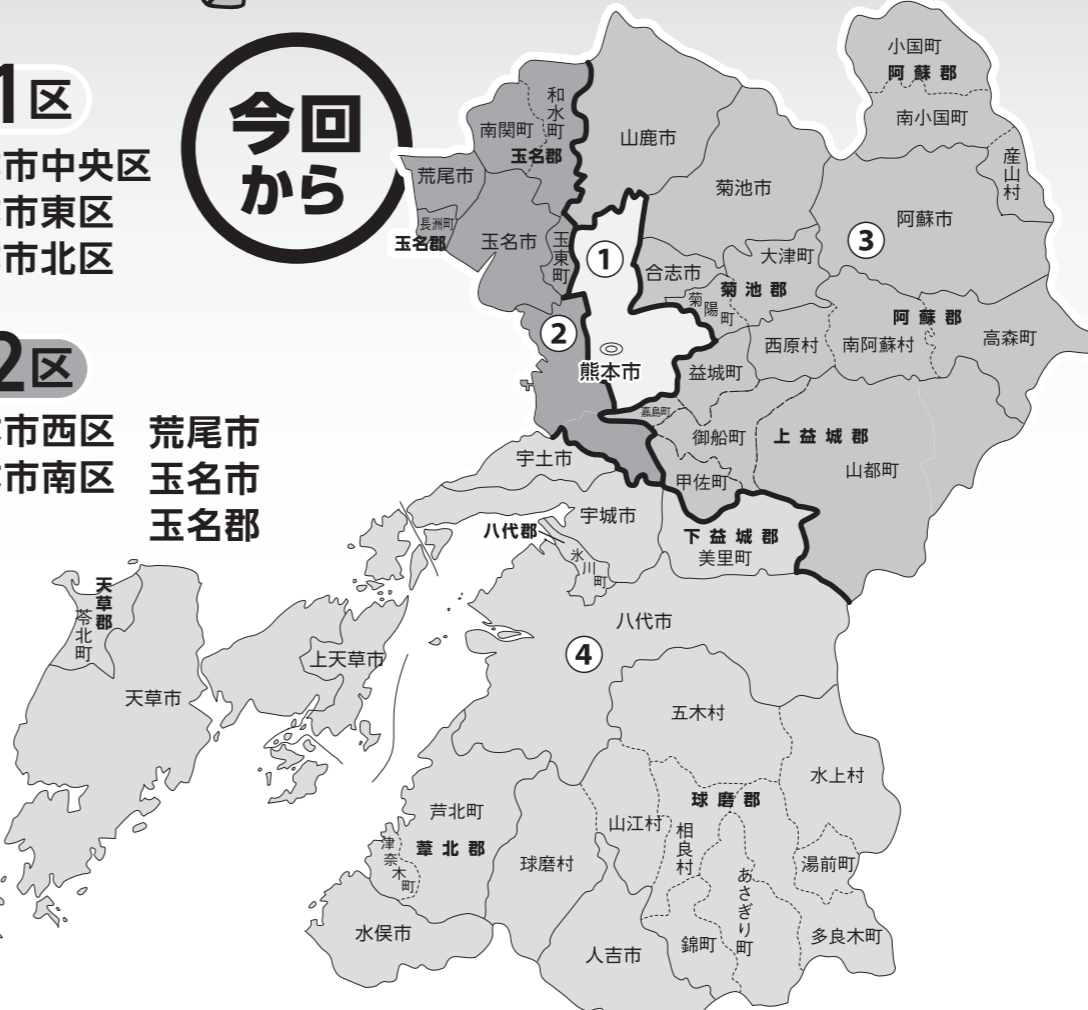 今回
から
1区
市中央区
市東区
市北区
2区
市西区 荒尾市
市南区 玉名市
玉名郡
小国町
阿蘇郡
南小国町
産山村
和水町
南関町
玉名郡
山鹿市
菊池市
阿蘇市
③
荒尾市
長洲町
玉名郡
玉名市
玉東町
①
合志市
大津町
菊池郡
菊陽町
②
熊本市
益城町
西原村
南阿蘇村
阿蘇郡
高森町
嘉島町
御船町
上益城郡
山都町
甲佐町
宇土市
宇城市
下益城郡
美里町
八代郡
氷川町
八代市
④
天草郡
苓北町
天草市
上天草市
五木村
水上村
球磨郡
芦北町
葦北郡
津奈木町
球磨村
山江村
相良村
あさぎり町
湯前町
水俣市
人吉市
錦町
多良木町